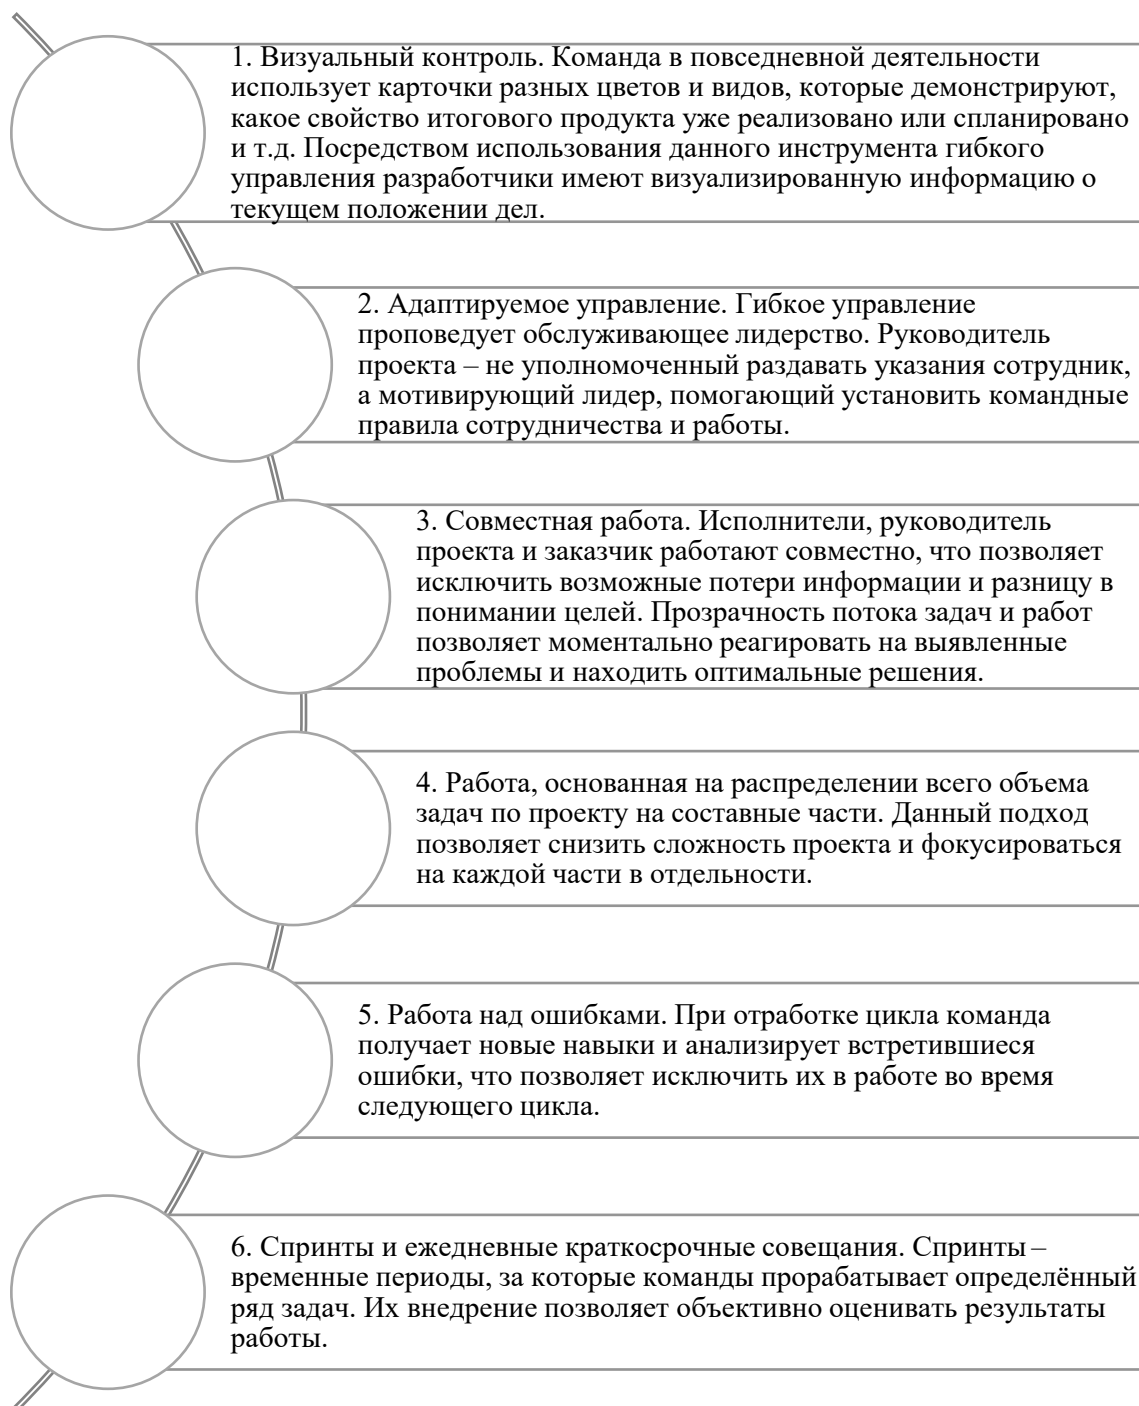 1. Визуальный контроль. Команда в повседневной деятельности
использует карточки разных цветов и видов, которые демонстрируют,
какое свойство итогового продукта уже реализовано или спланировано
и т.д. Посредством использования данного инструмента гибкого
управления разработчики имеют визуализированную информацию о
текущем положении дел.
2. Адаптируемое управление. Гибкое управление
проповедует обслуживающее лидерство. Руководитель
проекта – не уполномоченный раздавать указания сотрудник,
а мотивирующий лидер, помогающий установить командные
правила сотрудничества и работы.
3. Совместная работа. Исполнители, руководитель
проекта и заказчик работают совместно, что позволяет
исключить возможные потери информации и разницу в
понимании целей. Прозрачность потока задач и работ
позволяет моментально реагировать на выявленные
проблемы и находить оптимальные решения.
4. Работа, основанная на распределении всего объема
задач по проекту на составные части. Данный подход
позволяет снизить сложность проекта и фокусироваться
на каждой части в отдельности.
5. Работа над ошибками. При отработке цикла команда
получает новые навыки и анализирует встретившиеся
ошибки, что позволяет исключить их в работе во время
следующего цикла.
6. Спринты и ежедневные краткосрочные совещания. Спринты –
временные периоды, за которые команды прорабатывает определённый
ряд задач. Их внедрение позволяет объективно оценивать результаты
работы.